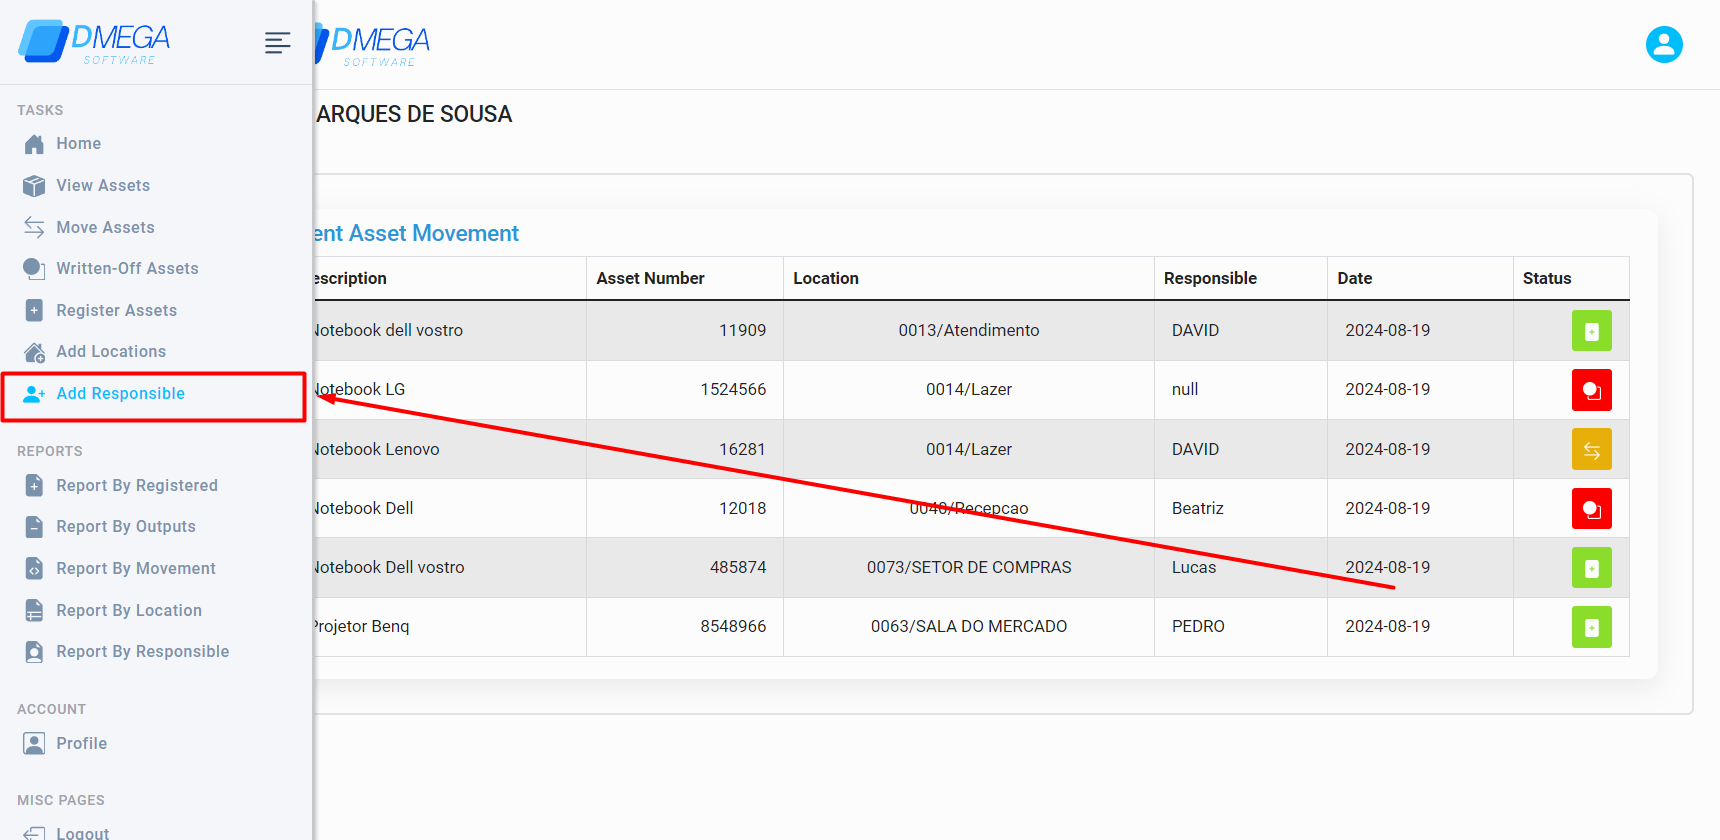 DMEGA
SOFTWARE
DMEGA
SOFTWARE
TASKS
Home
View Assets
Move Assets
Written-Off Assets
Register Assets
Add Locations
Add Responsible
REPORTS
Report By Registered
Report By Outputs
Report By Movement
Report By Location
Report By Responsible
ACCOUNT
Profile
MISC PAGES
Logout
ARQUES DE SOUSA
ent Asset Movement
escription Asset Number Location Responsible Date Status
Notebook dell vostro 11909 0013/Atendimento DAVID 2024-08-19
Notebook LG 1524566 0014/Lazer null 2024-08-19
Notebook Lenovo 16281 0014/Lazer DAVID 2024-08-19
Notebook Dell 12018 0048/Recepcao Beatriz 2024-08-19
Notebook Dell vostro 485874 0073/SETOR DE COMPRAS Lucas 2024-08-19
Projetor Benq 8548966 0063/SALA DO MERCADO PEDRO 2024-08-19